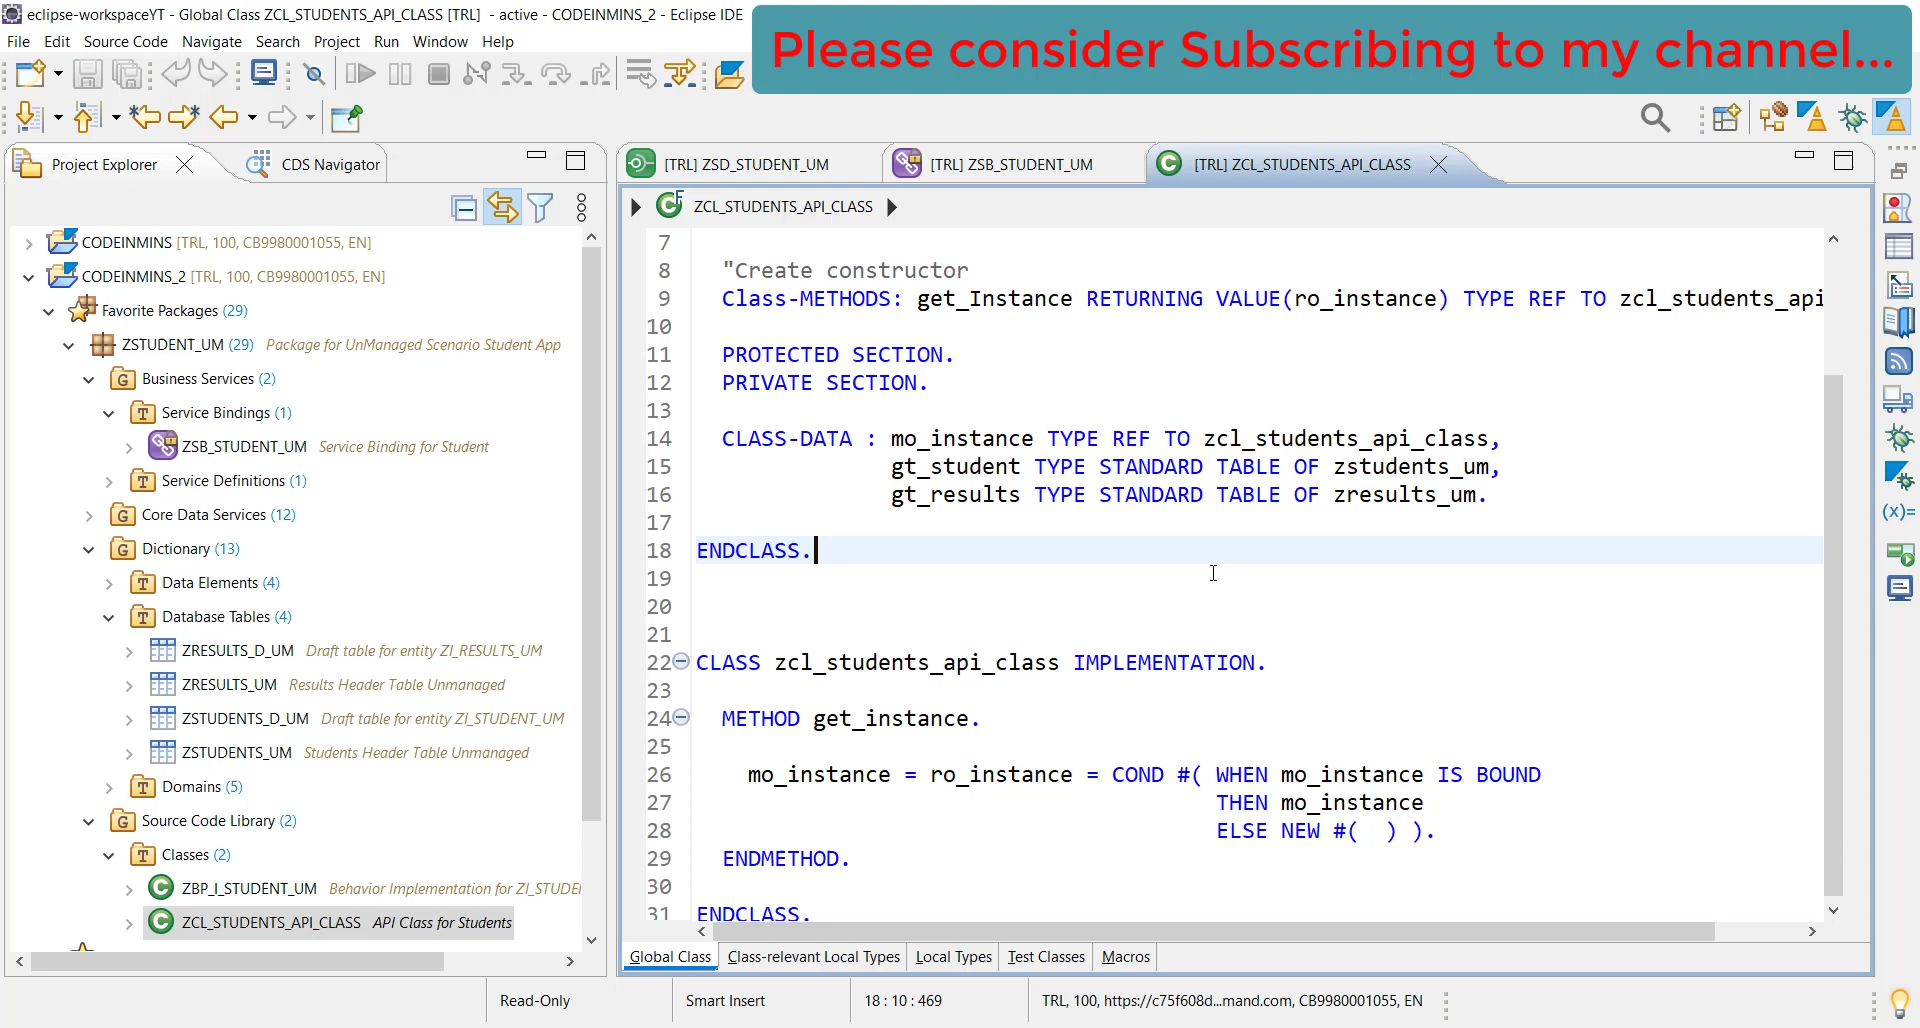 eclipse-workspaceYT - Global Class ZCL_STUDENTS_API_CLASS [TRL] - active - CODEINMINS_2 - Eclipse IDE
Please consider Subscribing to my channel...
File Edit Source Code Navigate Search Project Run Window Help
Project Explorer
CDS Navigator
[TRL] ZSD_STUDENT_UM
[TRL] ZSB_STUDENT_UM
[TRL] ZCL_STUDENTS_API_CLASS
CODEINMINS [TRL, 100, CB9980001055, EN]
CODEINMINS_2 [TRL, 100, CB9980001055, EN]
Favorite Packages (29)
ZSTUDENT_UM (29) Package for UnManaged Scenario Student App
Business Services (2)
Service Bindings (1)
ZSB_STUDENT_UM Service Binding for Student
Service Definitions (1)
Core Data Services (12)
Dictionary (13)
Data Elements (4)
Database Tables (4)
ZRESULTS_D_UM Draft table for entity ZI_RESULTS_UM
ZRESULTS_UM Results Header Table Unmanaged
ZSTUDENTS_D_UM Draft table for entity ZI_STUDENT_UM
ZSTUDENTS_UM Students Header Table Unmanaged
Domains (5)
Source Code Library (2)
Classes (2)
ZBP_I_STUDENT_UM Behavior Implementation for ZI_STUDE
ZCL_STUDENTS_API_CLASS API Class for Students
ZCL_STUDENTS_API_CLASS
7
8 "Create constructor
9 Class-METHODS: get_Instance RETURNING VALUE(ro_instance) TYPE REF TO zcl_students_api
10
11 PROTECTED SECTION.
12 PRIVATE SECTION.
13
14 CLASS-DATA : mo_instance TYPE REF TO zcl_students_api_class,
15 gt_student TYPE STANDARD TABLE OF zstudents_um,
16 gt_results TYPE STANDARD TABLE OF zresults_um.
17
18 ENDCLASS.
19
20
21
22 CLASS zcl_students_api_class IMPLEMENTATION.
23
24 METHOD get_instance.
25
26 mo_instance = ro_instance = COND #( WHEN mo_instance IS BOUND
27 THEN mo_instance
28 ELSE NEW #( ) ).
29 ENDMETHOD.
30
31 ENDCLASS.
Global Class Class-relevant Local Types Local Types Test Classes Macros
(x)=
Read-Only Smart Insert 18 : 10 : 469 TRL, 100, https://c75f608d...mand.com, CB9980001055, EN